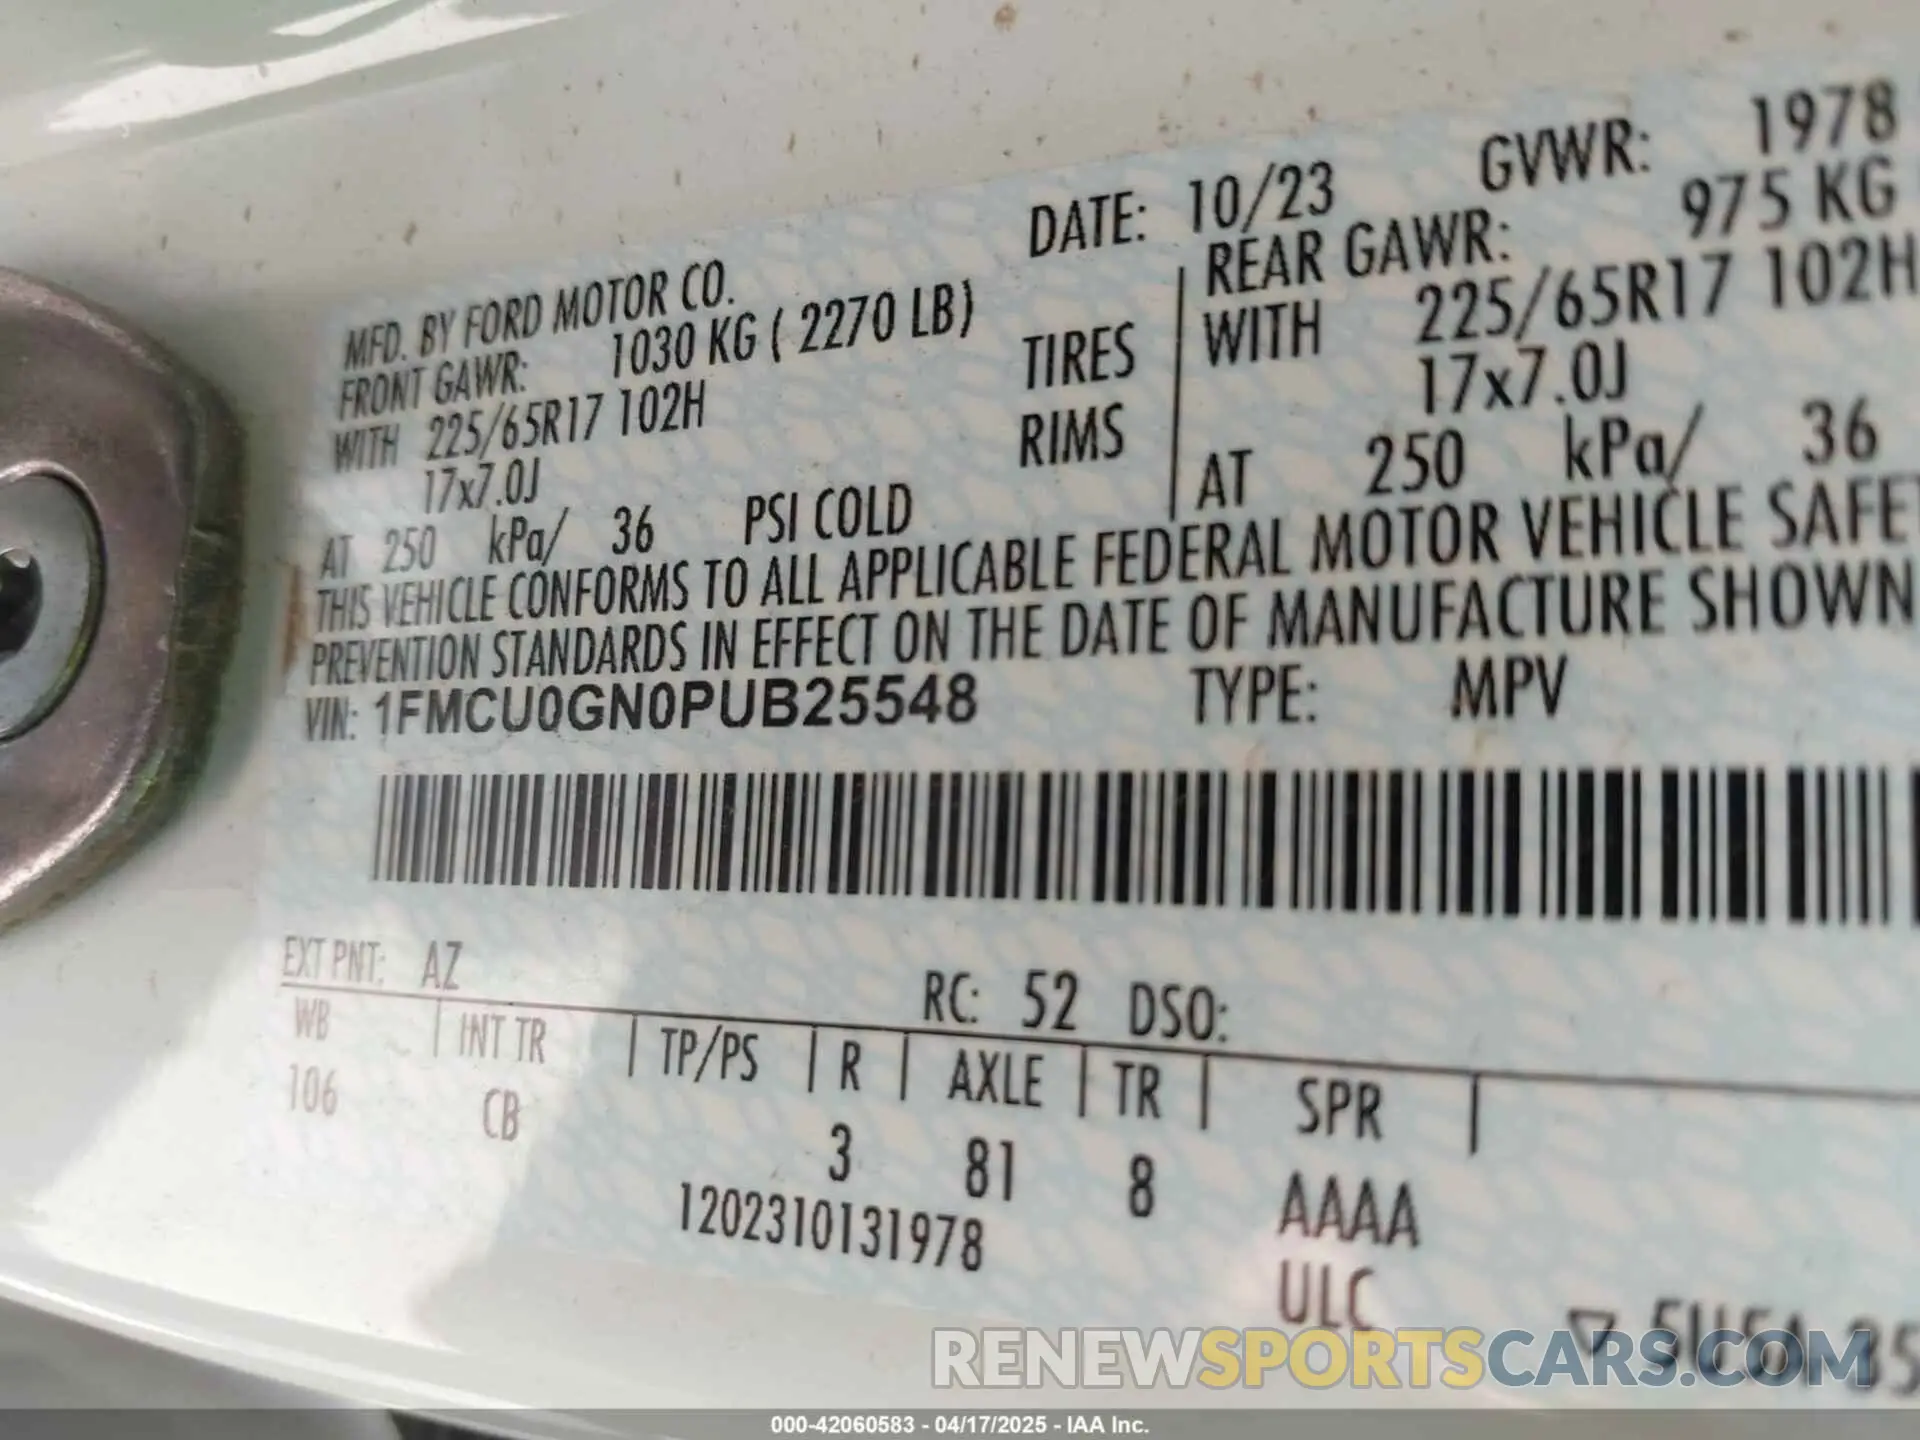 DATE: 10/23 GVWR: 1978
MFD. BY FORD MOTOR CO.
FRONT GAWR: 1030 KG ( 2270 LB) REAR GAWR: 975 KG
WITH 225/65R17 102H TIRES WITH 225/65R17 102H
17x7.0J RIMS 17x7.0J
AT 250 kPa/ 36 PSI COLD AT 250 kPa/ 36
THIS VEHICLE CONFORMS TO ALL APPLICABLE FEDERAL MOTOR VEHICLE SAFET
PREVENTION STANDARDS IN EFFECT ON THE DATE OF MANUFACTURE SHOWN
VIN: 1FMCU0GN0PUB25548 TYPE: MPV
EXT PNT: AZ RC: 52 DSO:
WB INT TR TP/PS R AXLE TR SPR
106 CB 3 81 8 AAAA
1202310131978 ULC
RENEWSPORTSCARS.COM
000-42060583 - 04/17/2025 - IAA Inc.